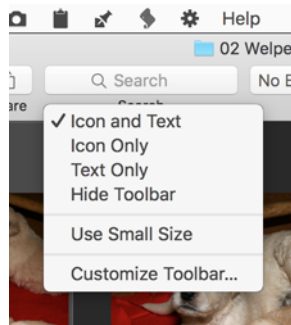 Help
02 Welpe
Search
No E
are
Search
✓ Icon and Text
Icon Only
Text Only
Hide Toolbar
Use Small Size
Customize Toolbar...